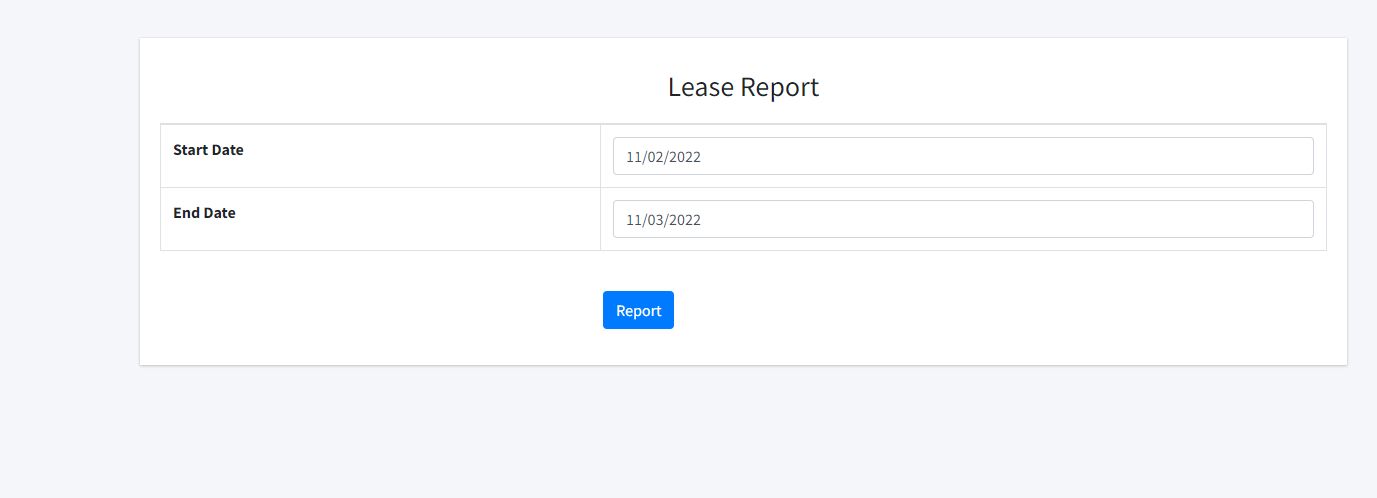 Lease Report
Start Date 11/02/2022
End Date 11/03/2022
Report